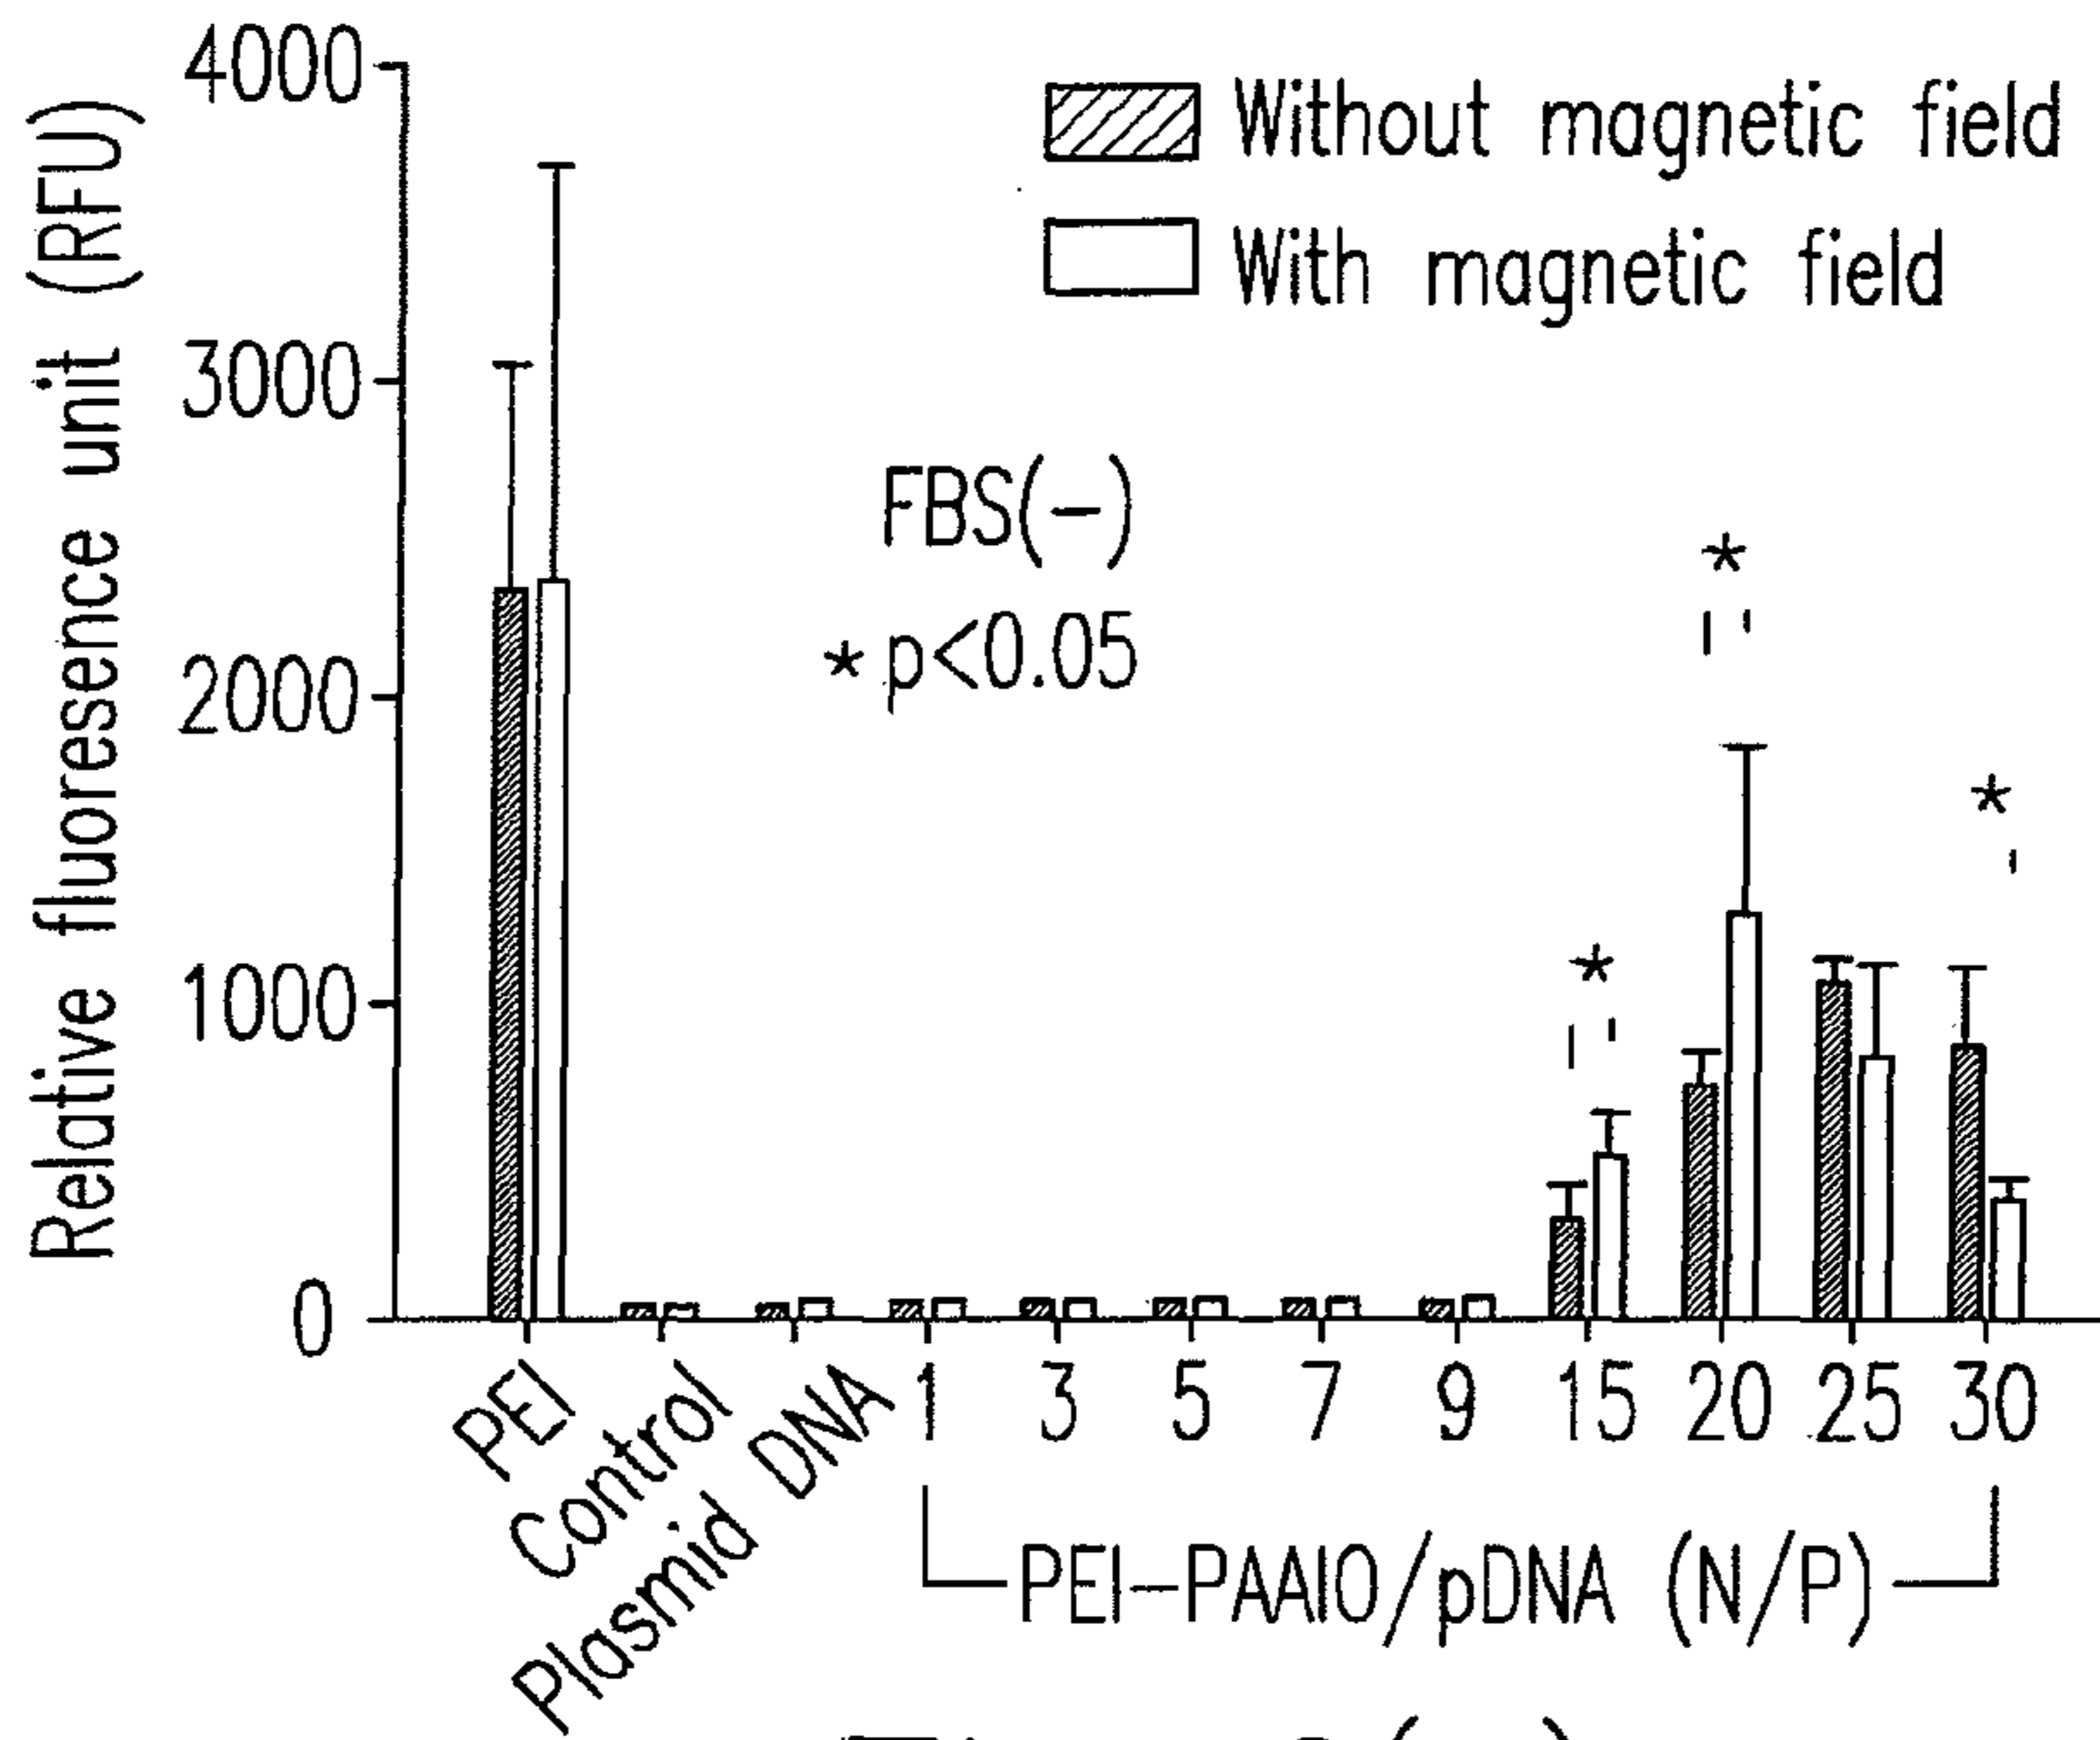 Relative fluoresence unit (RFU)
4000
3000
2000
1000
0
Without magnetic field
With magnetic field
FBS(−)
* p<0.05
*
*
*
PEI
Control
Plasmid DNA
1 3 5 7 9 15 20 25 30
PEI−PAAIO/pDNA (N/P)